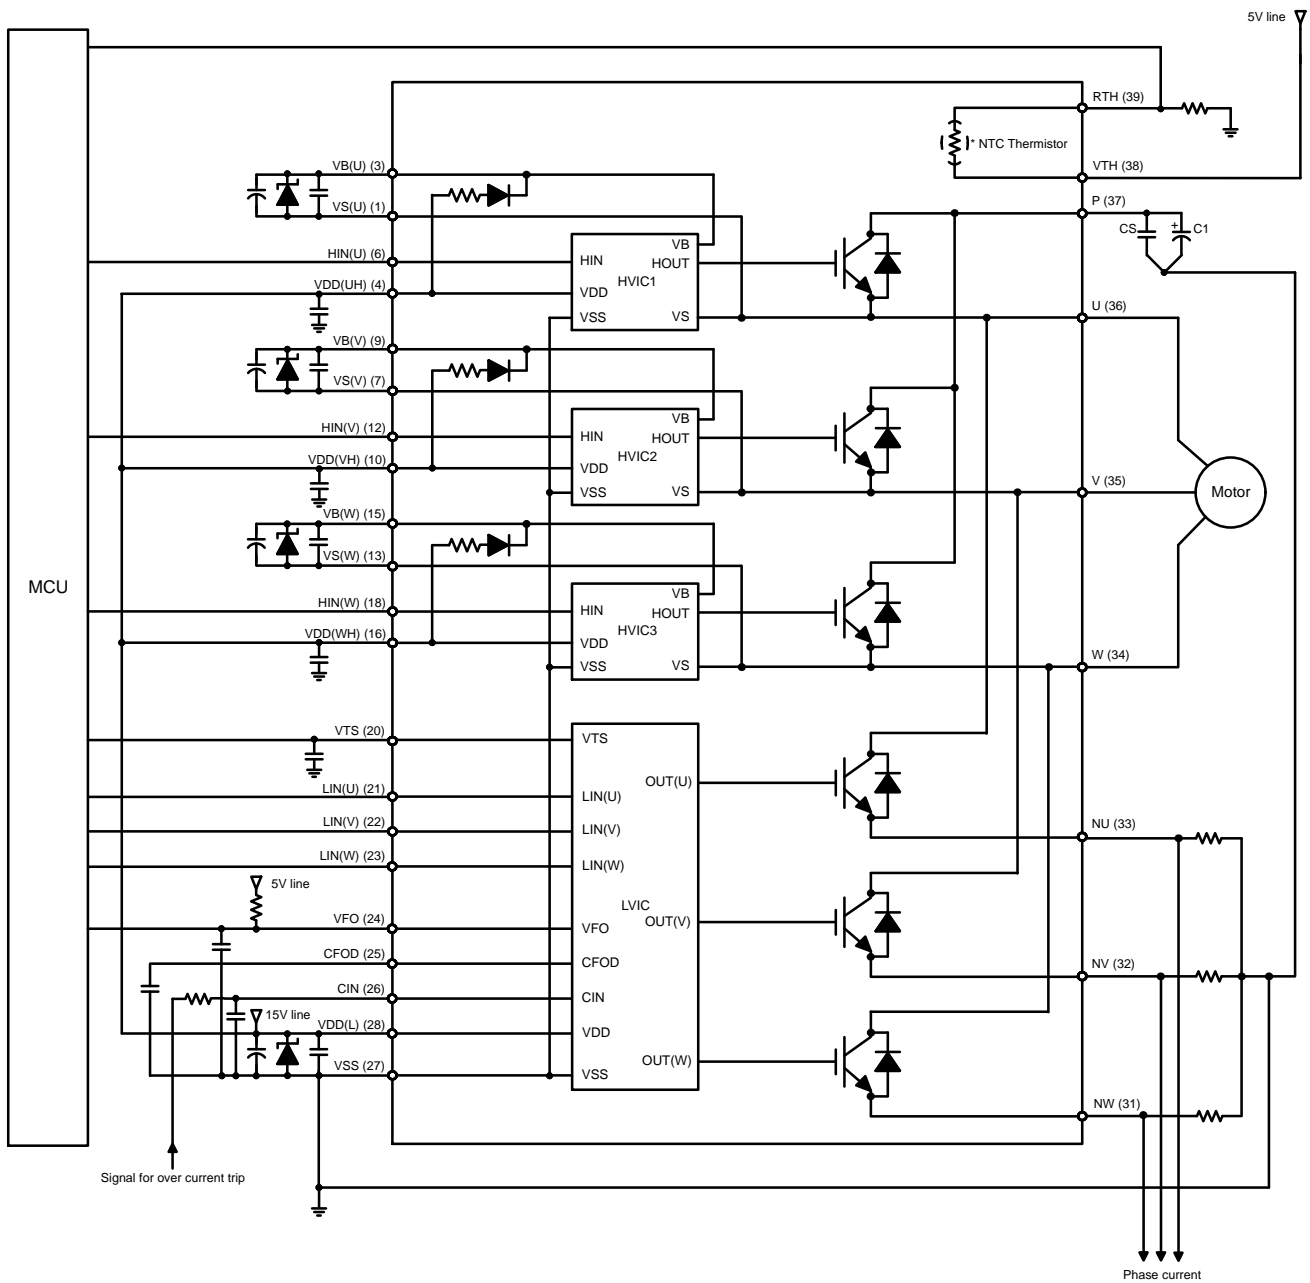 5V line
RTH (39)
(* NTC Thermistor
)
VTH (38)
VB(U) (3)
VS(U) (1)
P (37)
CS
+
C1
HIN(U) (6)
VDD(UH) (4)
HIN
VB
HOUT
HVIC1
VDD
VSS
VS
U (36)
VB(V) (9)
VS(V) (7)
HIN(V) (12)
VDD(VH) (10)
HIN
VB
HOUT
HVIC2
VDD
VSS
VS
V (35)
Motor
VB(W) (15)
VS(W) (13)
MCU
HIN(W) (18)
VDD(WH) (16)
HIN
VB
HOUT
HVIC3
VDD
VSS
VS
W (34)
VTS (20)
VTS
LIN(U) (21)
LIN(U)
OUT(U)
LIN(V) (22)
LIN(V)
NU (33)
LIN(W) (23)
LIN(W)
5V line
LVIC
VFO (24)
VFO
OUT(V)
CFOD (25)
CFOD
NV (32)
CIN (26)
CIN
15V line
VDD(L) (28)
VDD
VSS (27)
VSS
OUT(W)
NW (31)
Signal for over current trip
Phase current